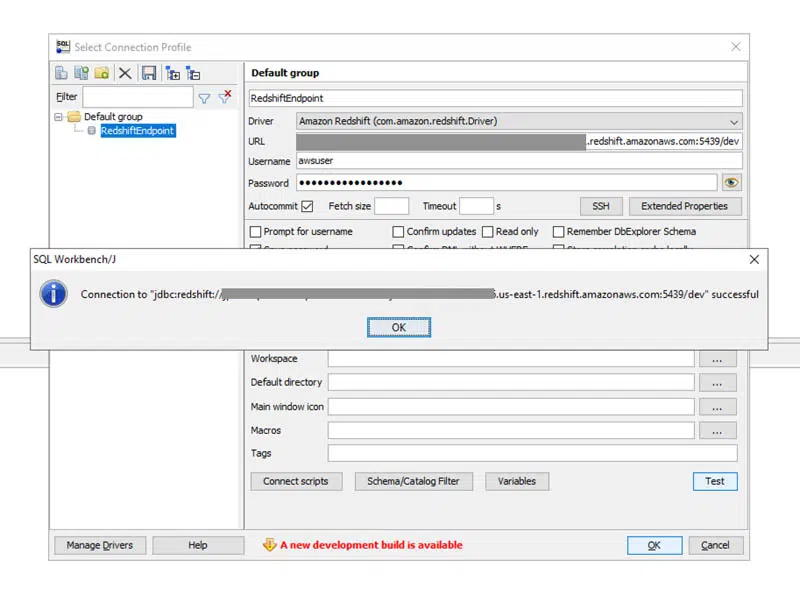 SQL Select Connection Profile
Default group
Filter
RedshiftEndpoint
Default group
RedshiftEndpoint
Driver Amazon Redshift (com.amazon.redshift.Driver)
URL .redshift.amazonaws.com:5439/dev
Username awsuser
Password •••••••••••••••••
Autocommit Fetch size Timeout s SSH Extended Properties
Prompt for username Confirm updates Read only Remember DbExplorer Schema
SQL Workbench/J
Connection to "jdbc:redshift:// .us-east-1.redshift.amazonaws.com:5439/dev" successful
OK
Workspace ...
Default directory ...
Main window icon ...
Macros ...
Tags
Connect scripts Schema/Catalog Filter Variables Test
Manage Drivers Help A new development build is available OK Cancel